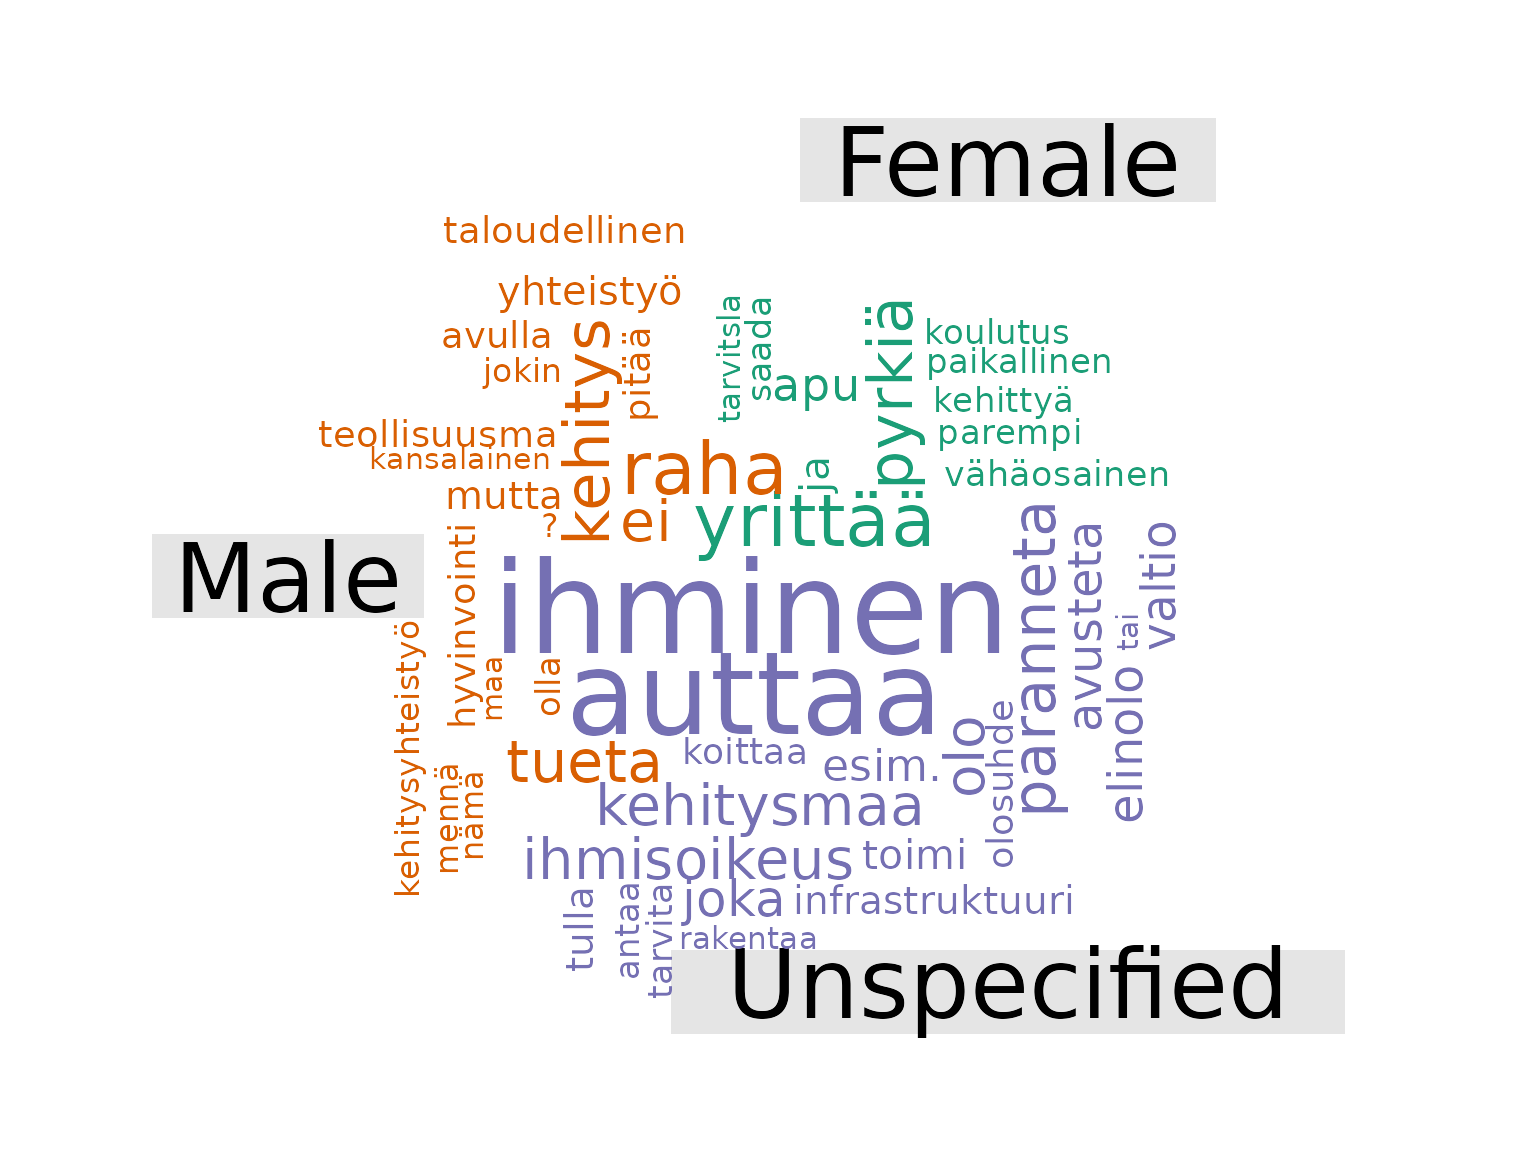 Female
taloudellinen
yhteistyö
avulla
jokin
kehitys
pitää
tarvitsla
saada
apu
pyrkiä
koulutus
paikallinen
kehittyä
parempi
vähäosainen
teollisuusma
kansalainen
mutta
?
raha
ei
ja
yrittää
Male
hyvinvointi
ihminen
paranneta
avusteta
valtio
tai
kehitysyhteistyö
maa
olla
auttaa
elinolo
olo
olosuhde
tueta
koittaa
esim.
mennä
nämä
kehitysmaa
ihmisoikeus
toimi
joka
infrastruktuuri
tulla
antaa
tarvita
rakentaa
Unspecified